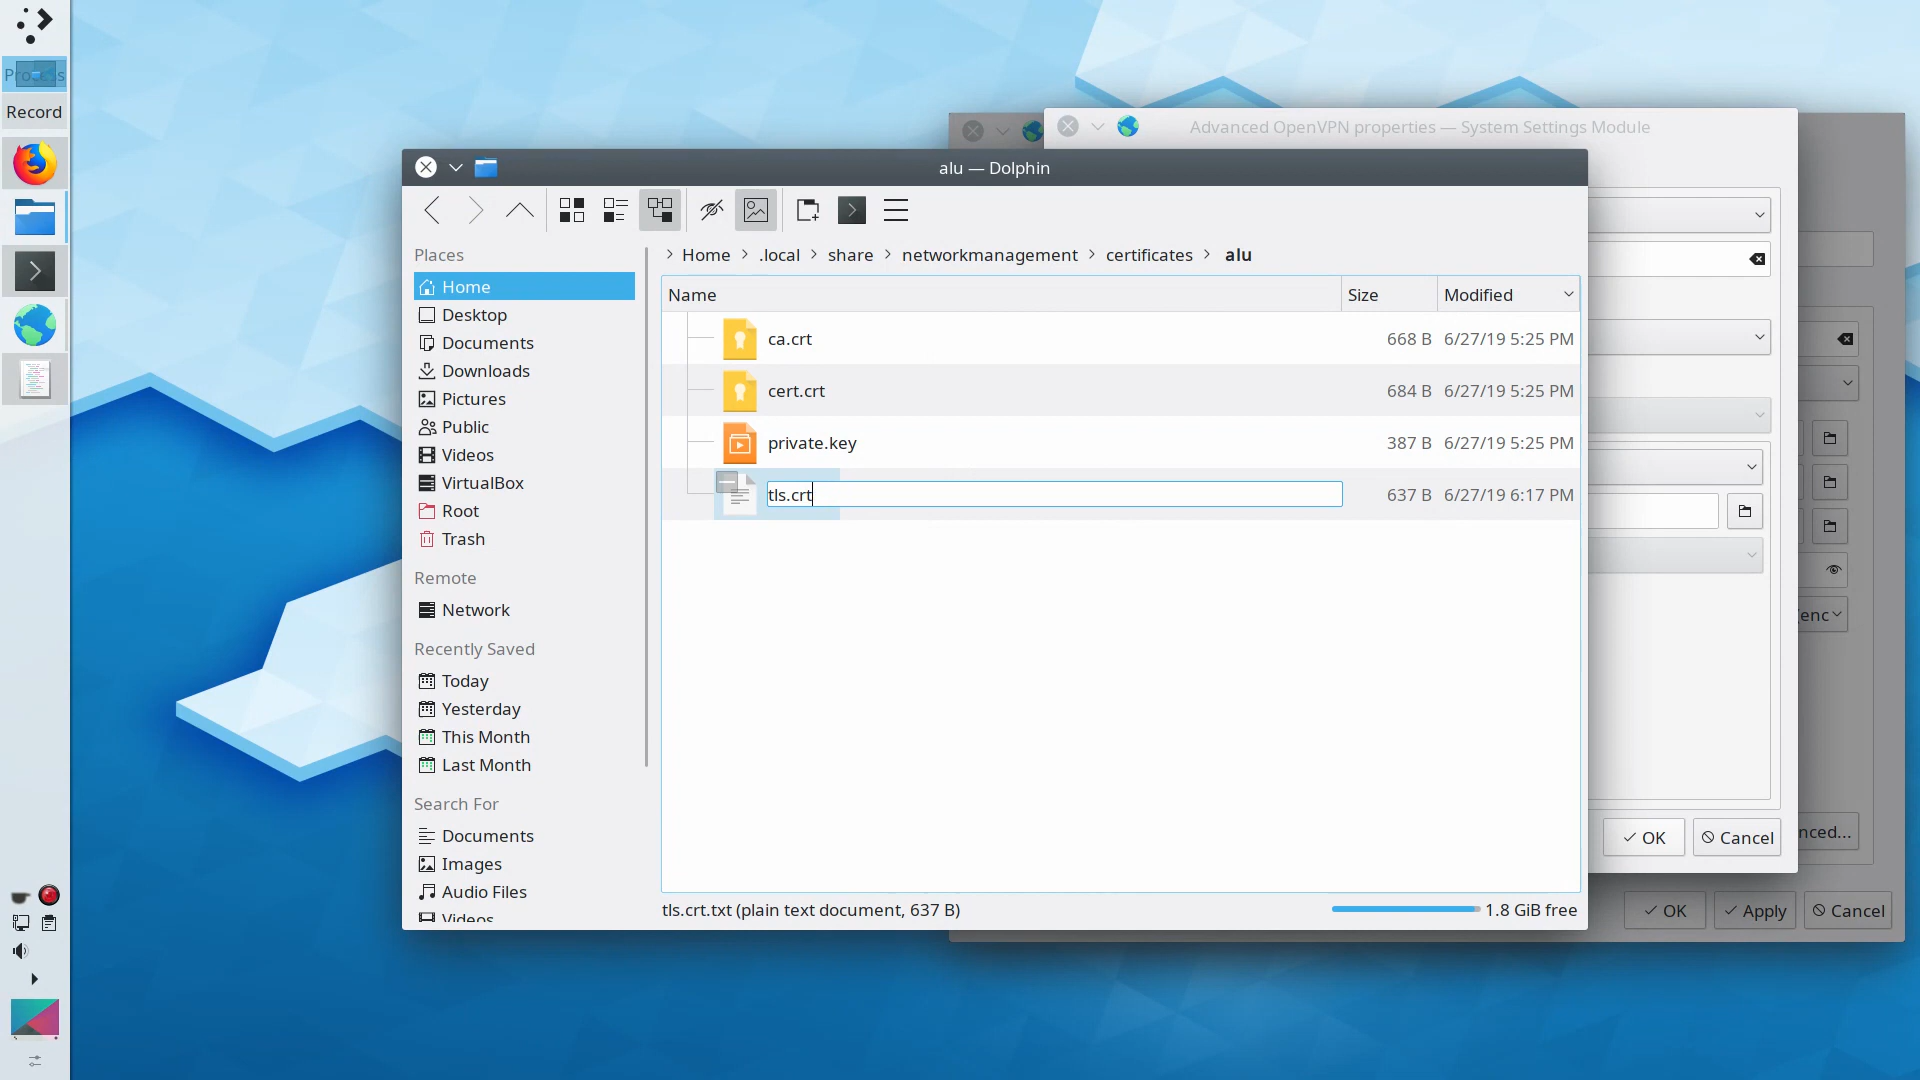 Process
Record
Advanced OpenVPN properties — System Settings Module
alu — Dolphin
Places
Home
Desktop
Documents
Downloads
Pictures
Public
Videos
VirtualBox
Root
Trash
Remote
Network
Recently Saved
Today
Yesterday
This Month
Last Month
Search For
Documents
Images
Audio Files
Videos
Home .local share networkmanagement certificates alu
Name Size Modified
ca.crt 668 B 6/27/19 5:25 PM
cert.crt 684 B 6/27/19 5:25 PM
private.key 387 B 6/27/19 5:25 PM
tls.crt 637 B 6/27/19 6:17 PM
tls.crt.txt (plain text document, 637 B) 1.8 GiB free
enc
OK Cancel
nced...
OK Apply Cancel